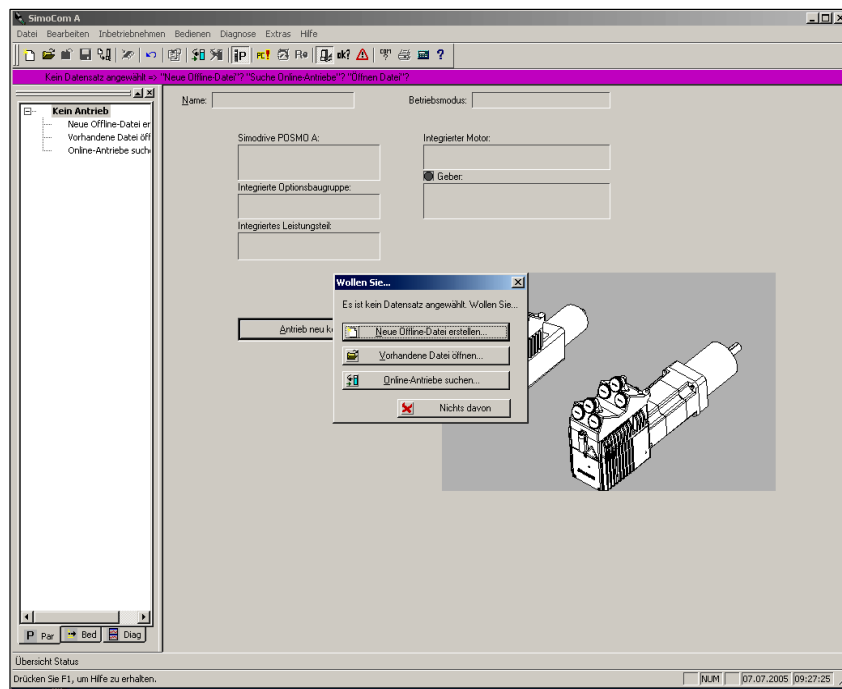 SimoCom A
Datei Bearbeiten Inbetriebnehmen Bedienen Diagnose Extras Hilfe
Kein Datensatz angewählt => "Neue Offline-Datei"? "Suche Online-Antriebe"? "Öffnen Datei"?
Kein Antrieb
Neue Offline-Datei er
Vorhandene Datei öff
Online-Antriebe such
Name:
Betriebsmodus:
Simodrive POSMO A:
Integrierter Motor:
Geber:
Integrierte Optionsbaugruppe:
Integriertes Leistungsteil:
Antrieb neu k
Wollen Sie...
Es ist kein Datensatz angewählt. Wollen Sie...
Neue Offline-Datei erstellen...
Vorhandene Datei öffnen...
Online-Antriebe suchen...
Nichts davon
P Par Bed Diag
Übersicht Status
Drücken Sie F1, um Hilfe zu erhalten.
NUM 07.07.2005 09:27:25